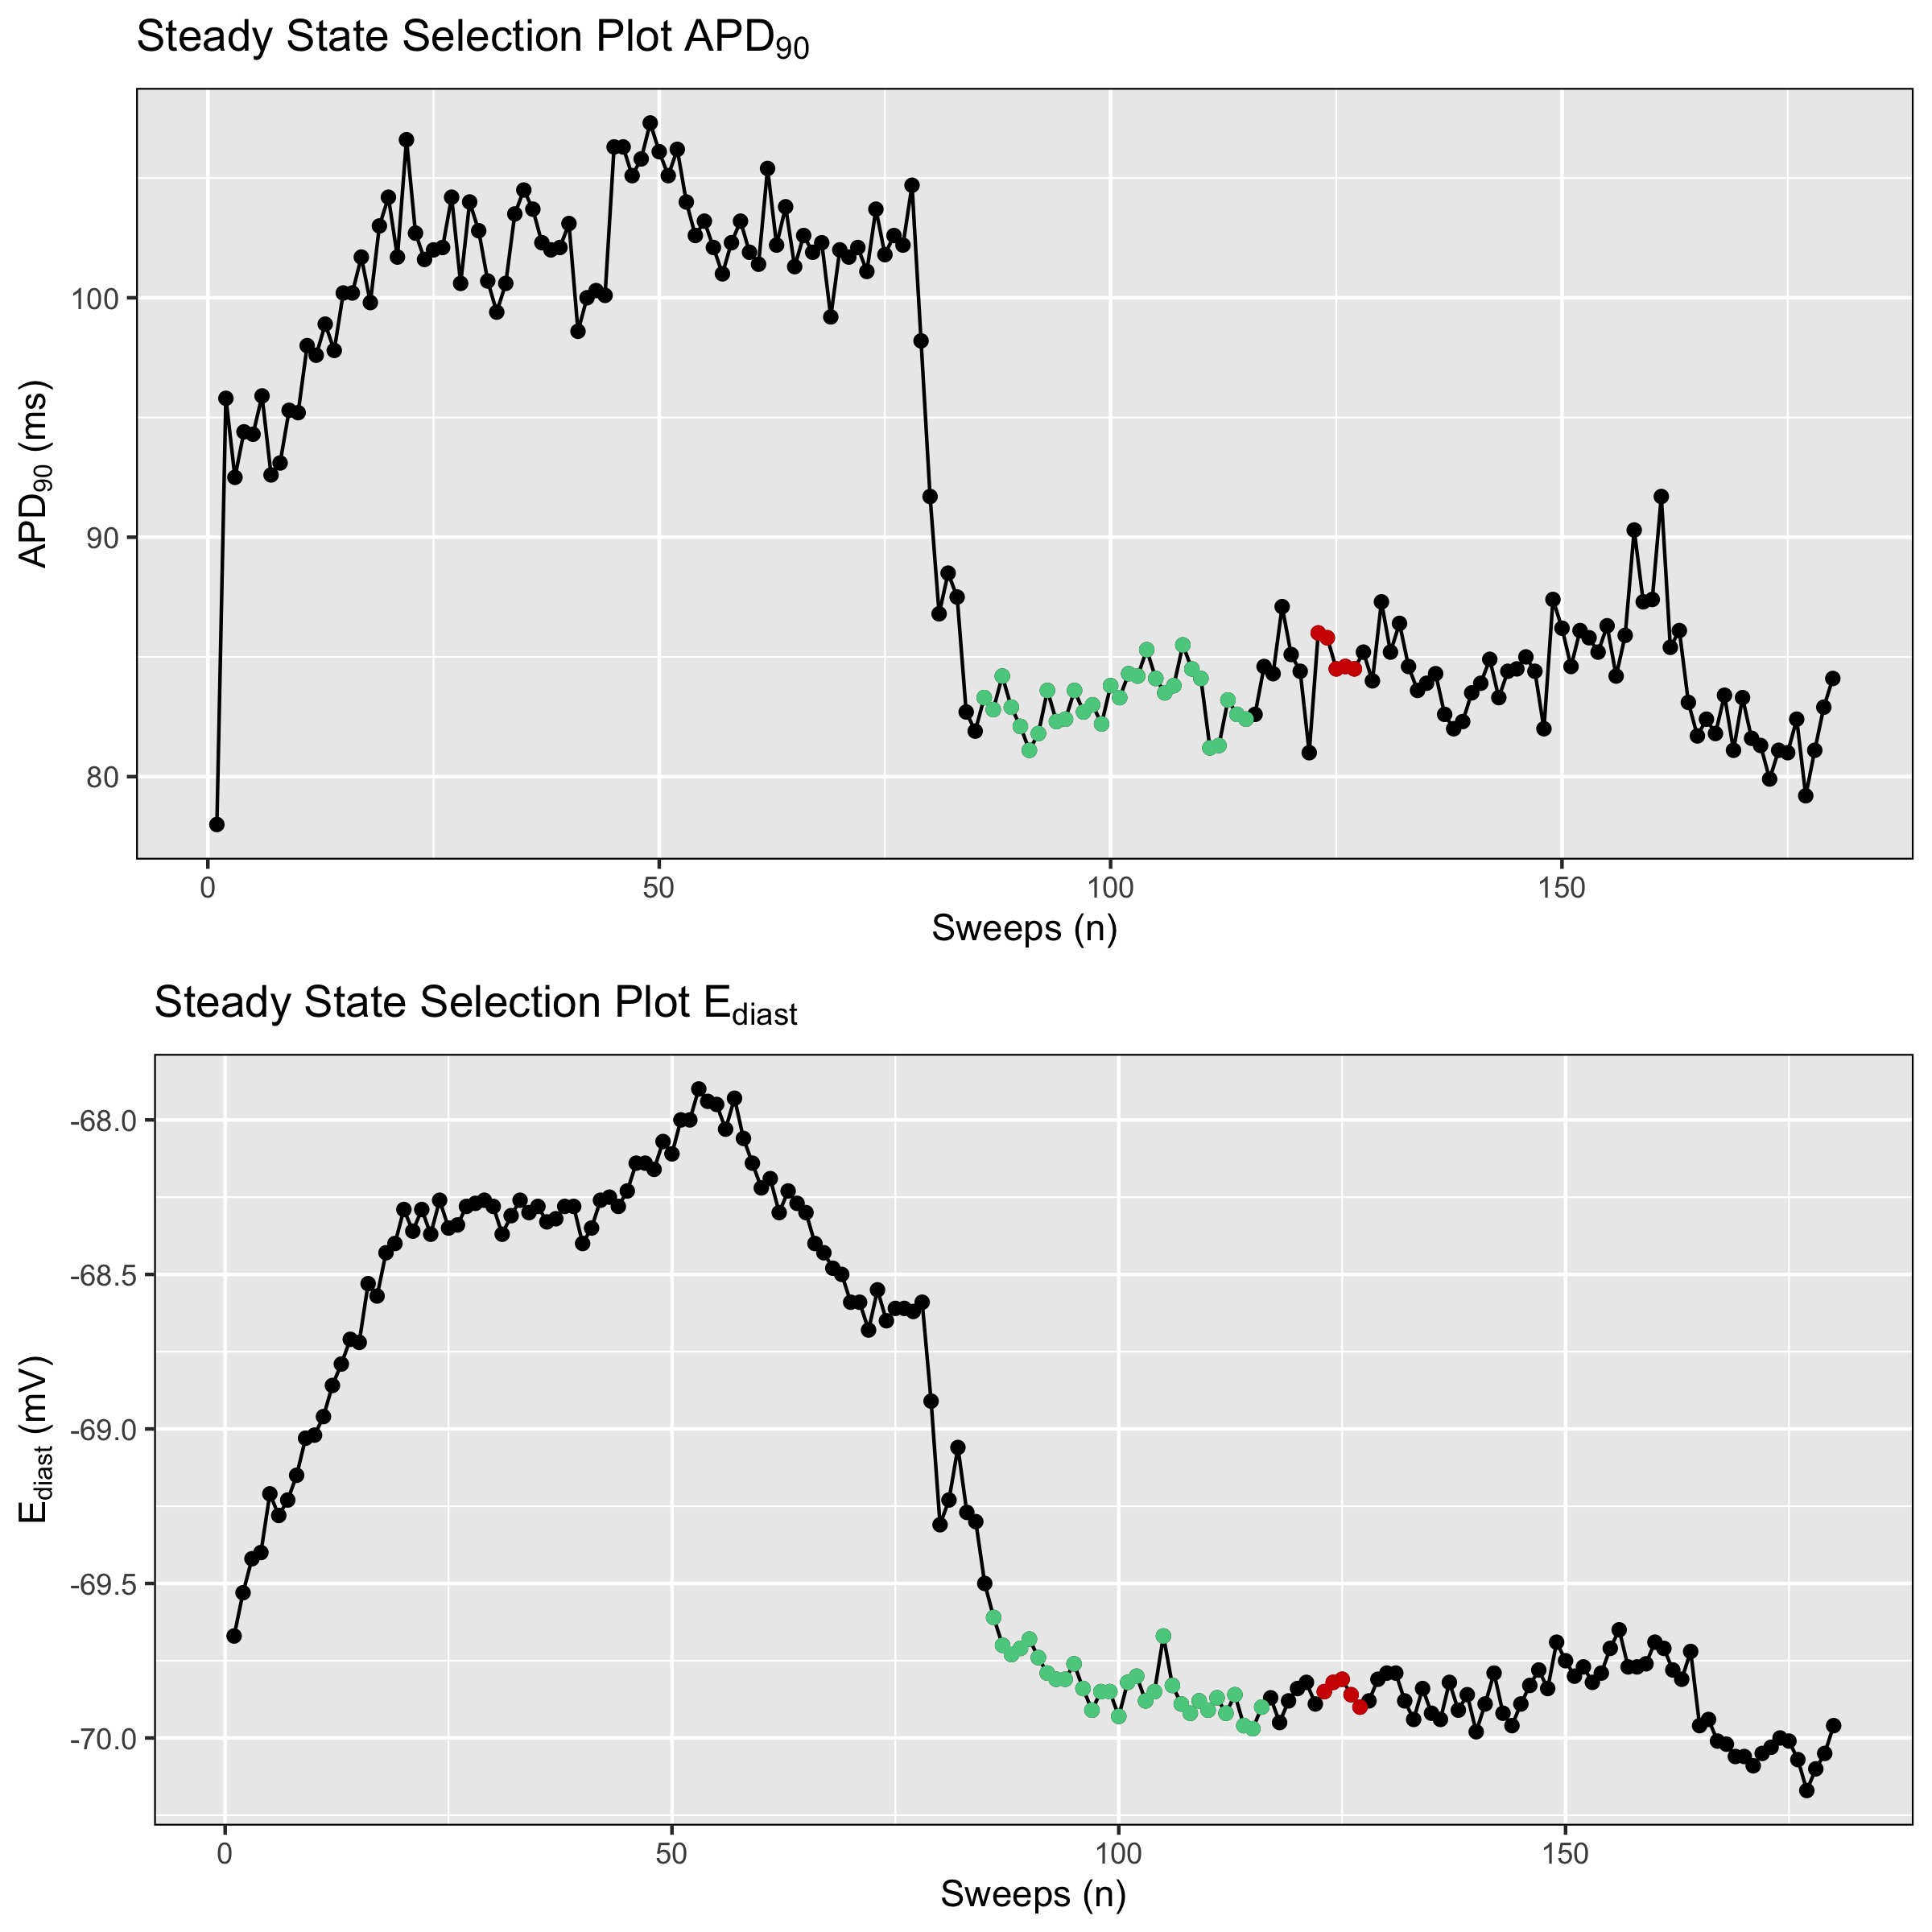 Steady State Selection Plot APD90
APD90 (ms)
100
90
80
0 50 100 150
Sweeps (n)
Steady State Selection Plot Ediast
Ediast (mV)
-68.0
-68.5
-69.0
-69.5
-70.0
0 50 100 150
Sweeps (n)